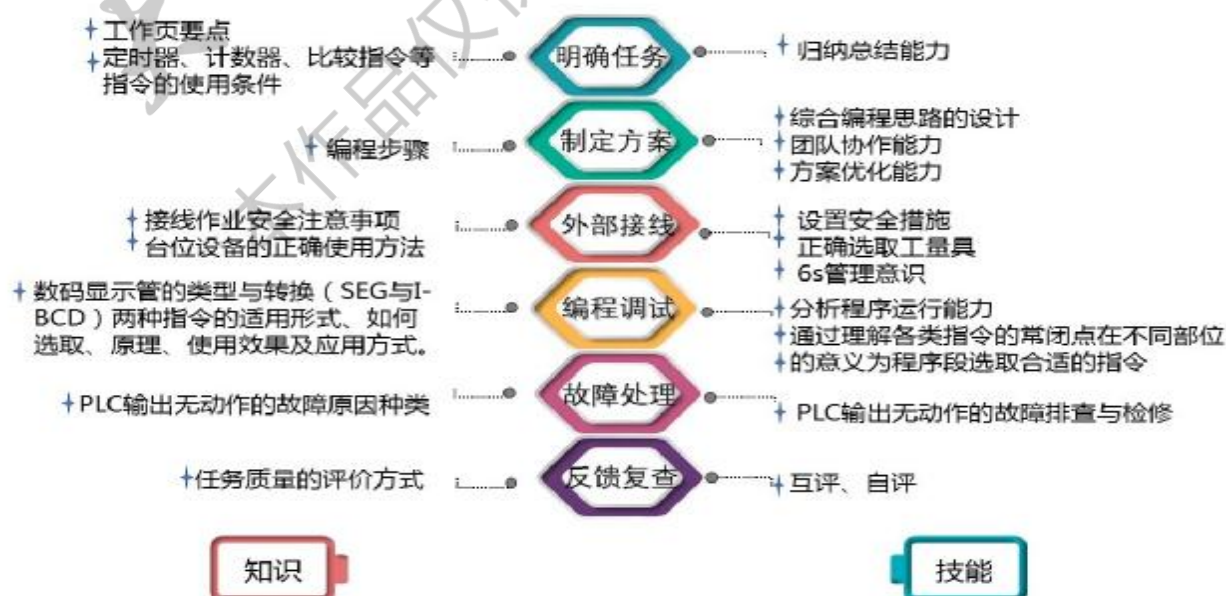 工作页要点
定时器、计数器、比较指令等
指令的使用条件
明确任务
归纳总结能力
编程步骤
制定方案
综合编程思路的设计
团队协作能力
方案优化能力
接线作业安全注意事项
台位设备的正确使用方法
外部接线
设置安全措施
正确选取工量具
6s管理意识
数码显示管的类型与转换（SEG与I-
BCD）两种指令的适用形式、如何
选取、原理、使用效果及应用方式。
编程调试
分析程序运行能力
通过理解各类指令的常闭点在不同部位
的意义为程序段选取合适的指令
PLC输出无动作的故障原因种类
故障处理
PLC输出无动作的故障排查与检修
任务质量的评价方式
反馈复查
互评、自评
知识
技能
本作品仅